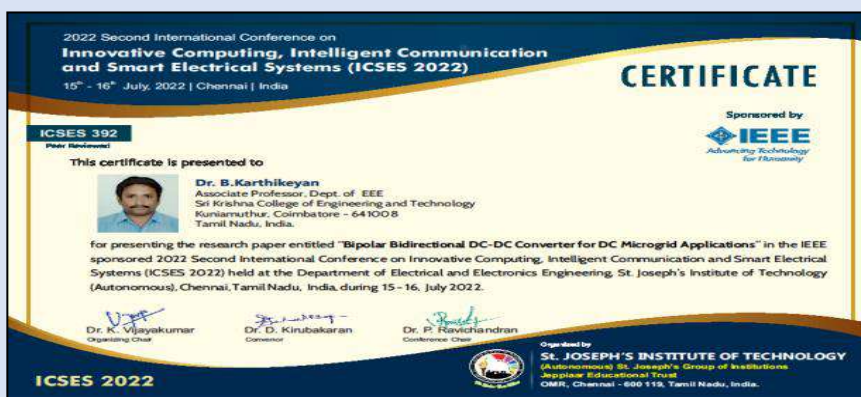 2022 Second International Conference on
Innovative Computing, Intelligent Communication
and Smart Electrical Systems (ICSES 2022)
15th - 16th July, 2022 | Chennai | India
CERTIFICATE
Sponsored by
IEEE
Advancing Technology
for Humanity
ICSES 392
Peer Reviewed
This certificate is presented to
Dr. B.Karthikeyan
Associate Professor, Dept. of EEE
Sri Krishna College of Engineering and Technology
Kuniamuthur, Coimbatore - 641008
Tamil Nadu, India.
for presenting the research paper entitled "Bipolar Bidirectional DC-DC Converter for DC Microgrid Applications" in the IEEE
sponsored 2022 Second International Conference on Innovative Computing, Intelligent Communication and Smart Electrical
Systems (ICSES 2022) held at the Department of Electrical and Electronics Engineering, St. Joseph's Institute of Technology
(Autonomous), Chennai, Tamil Nadu, India, during 15 - 16, July 2022.
Dr. K. Vijayakumar
Organizing Chair
Dr. D. Kirubakaran
Convenor
Dr. P. Ravichandran
Conference Chair
Organized by
St. JOSEPH'S INSTITUTE OF TECHNOLOGY
(Autonomous) St. Joseph's Group of Institutions
Jeppiaar Educational Trust
OMR, Chennai - 600 119, Tamil Nadu, India.
ICSES 2022